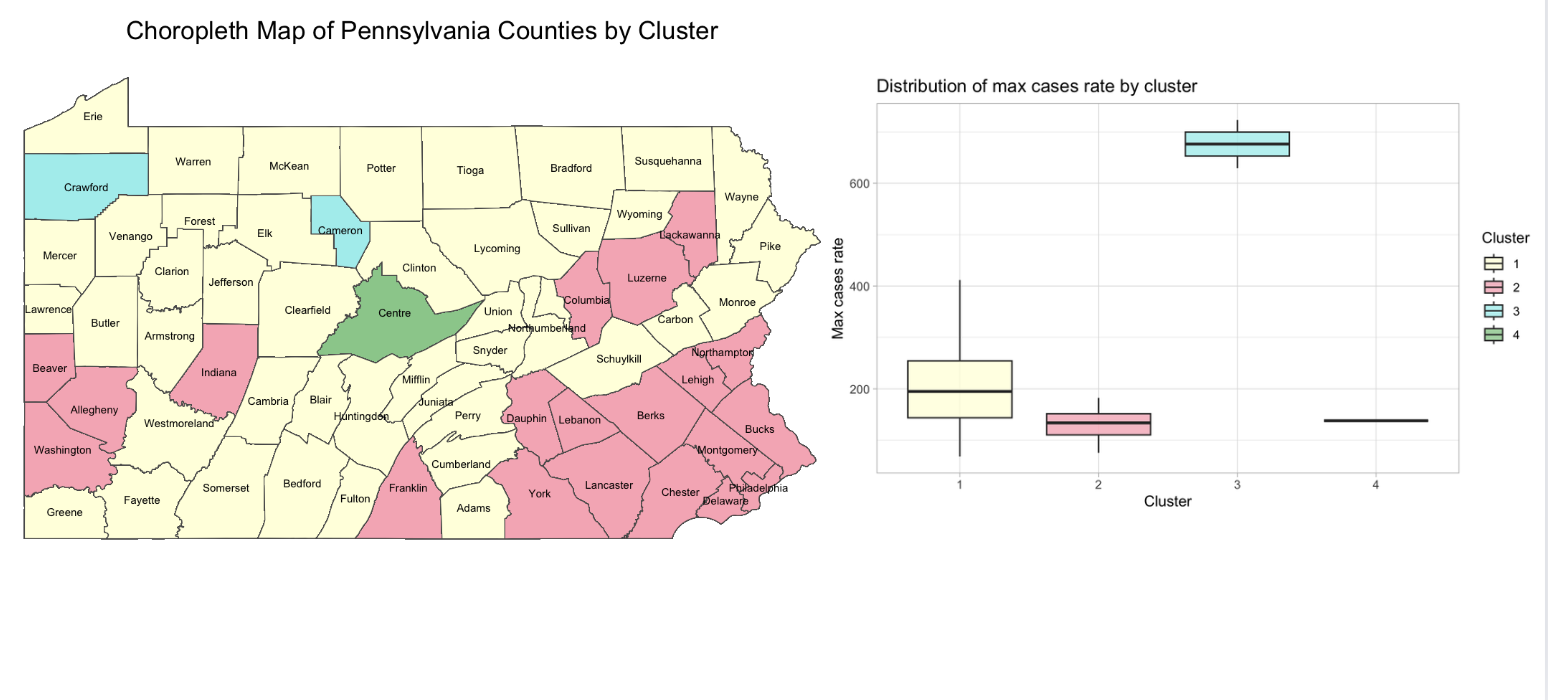 Choropleth Map of Pennsylvania Counties by Cluster
Erie
Crawford
Warren
McKean
Potter
Tioga
Bradford
Susquehanna
Wayne
Wyoming
Lackawanna
Pike
Forest
Venango
Elk
Cameron
Sullivan
Lycoming
Mercer
Clarion
Jefferson
Clinton
Luzerne
Lawrence
Butler
Armstrong
Clearfield
Centre
Union
Columbia
Northumberland
Carbon
Monroe
Snyder
Schuylkill
Northampton
Beaver
Indiana
Mifflin
Lehigh
Allegheny
Westmoreland
Cambria
Blair
Huntingdon
Juniata
Perry
Dauphin
Lebanon
Berks
Bucks
Washington
Montgomery
Cumberland
Somerset
Bedford
Fulton
Franklin
York
Lancaster
Chester
Philadelphia
Delaware
Greene
Fayette
Adams
Distribution of max cases rate by cluster
Max cases rate
600
400
200
1
2
3
4
Cluster
Cluster
1
2
3
4